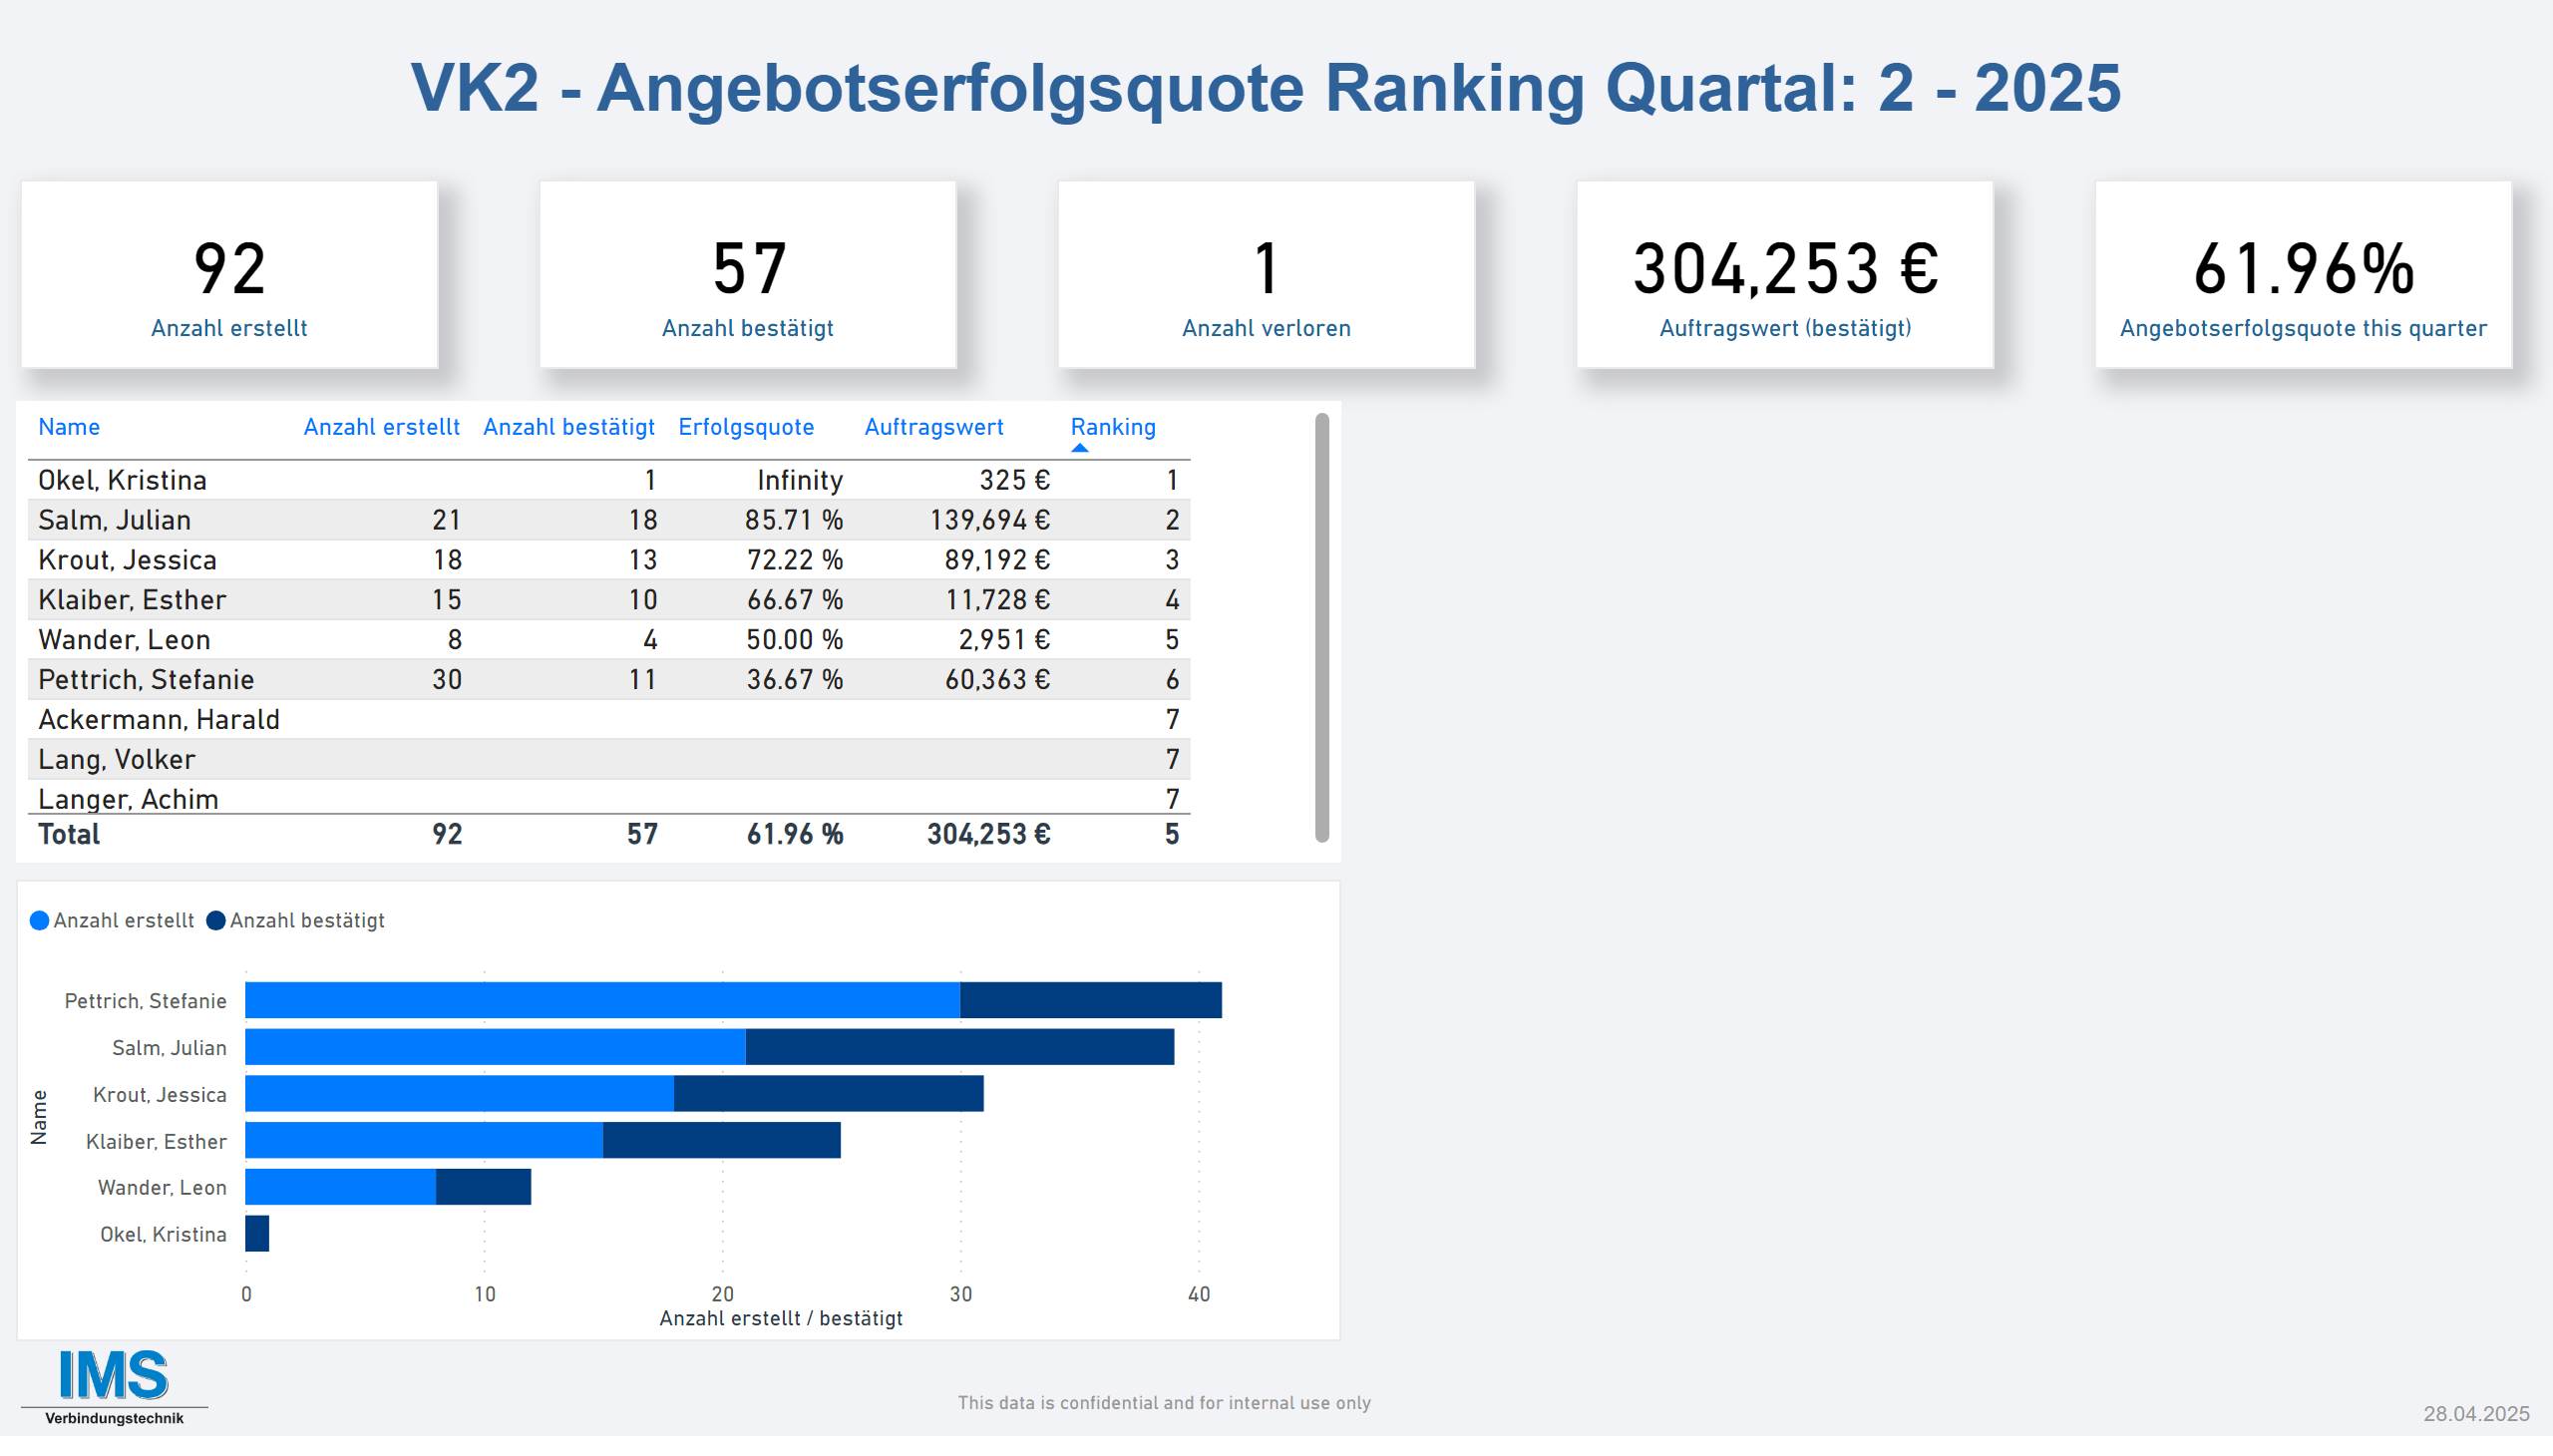 VK2 - Angebotserfolgsquote Ranking Quartal: 2 - 2025
92
Anzahl erstellt
57
Anzahl bestätigt
1
Anzahl verloren
304,253 €
Auftragswert (bestätigt)
61.96%
Angebotserfolgsquote this quarter
Name Anzahl erstellt Anzahl bestätigt Erfolgsquote Auftragswert Ranking
Okel, Kristina 1 Infinity 325 € 1
Salm, Julian 21 18 85.71 % 139,694 € 2
Krout, Jessica 18 13 72.22 % 89,192 € 3
Klaiber, Esther 15 10 66.67 % 11,728 € 4
Wander, Leon 8 4 50.00 % 2,951 € 5
Pettrich, Stefanie 30 11 36.67 % 60,363 € 6
Ackermann, Harald 7
Lang, Volker 7
Langer, Achim 7
Total 92 57 61.96 % 304,253 € 5
Anzahl erstellt Anzahl bestätigt
Name
Pettrich, Stefanie
Salm, Julian
Krout, Jessica
Klaiber, Esther
Wander, Leon
Okel, Kristina
0 10 20 30 40
Anzahl erstellt / bestätigt
IMS
Verbindungstechnik
This data is confidential and for internal use only
28.04.2025